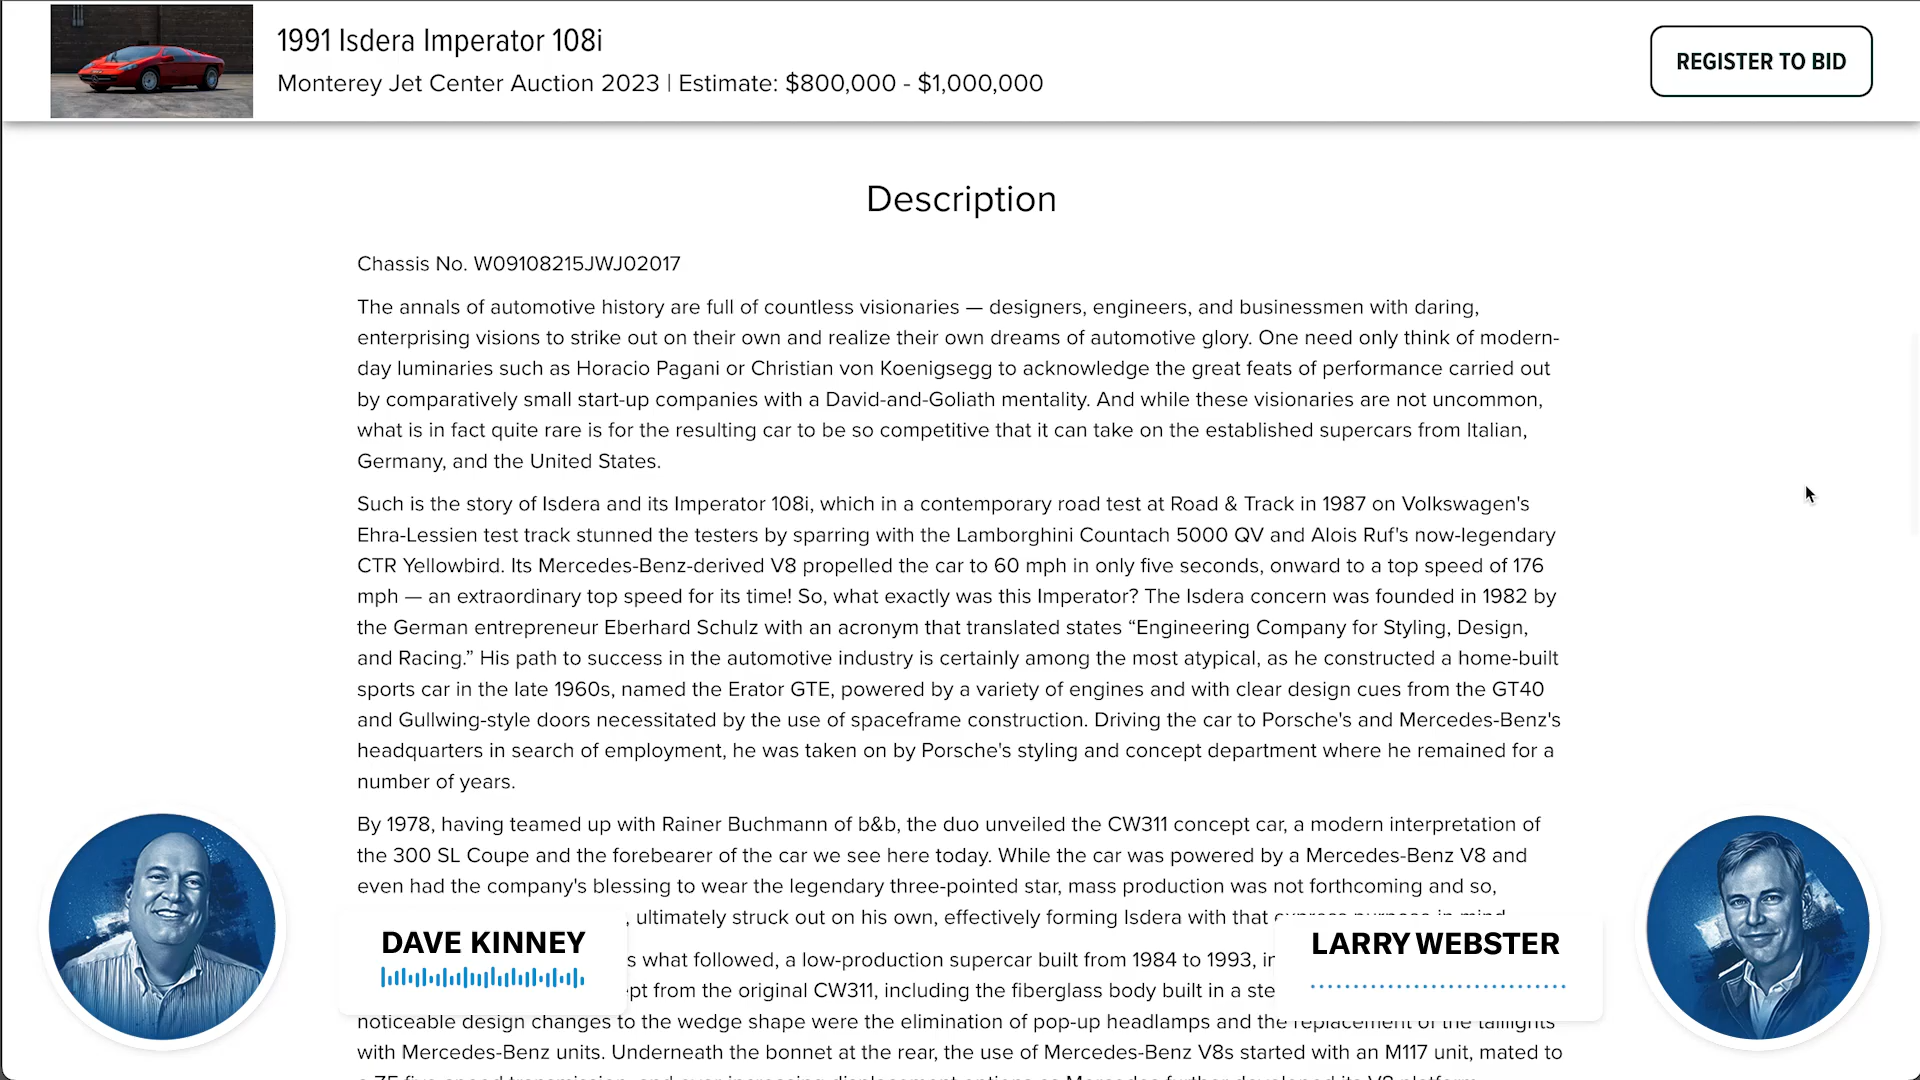 1991 Isdera Imperator 108i
Monterey Jet Center Auction 2023 | Estimate: $800,000 - $1,000,000
REGISTER TO BID
Description
Chassis No. W09108215JWJ02017
The annals of automotive history are full of countless visionaries — designers, engineers, and businessmen with daring,
enterprising visions to strike out on their own and realize their own dreams of automotive glory. One need only think of modern-
day luminaries such as Horacio Pagani or Christian von Koenigsegg to acknowledge the great feats of performance carried out
by comparatively small start-up companies with a David-and-Goliath mentality. And while these visionaries are not uncommon,
what is in fact quite rare is for the resulting car to be so competitive that it can take on the established supercars from Italian,
Germany, and the United States.
Such is the story of Isdera and its Imperator 108i, which in a contemporary road test at Road & Track in 1987 on Volkswagen's
Ehra-Lessien test track stunned the testers by sparring with the Lamborghini Countach 5000 QV and Alois Ruf's now-legendary
CTR Yellowbird. Its Mercedes-Benz-derived V8 propelled the car to 60 mph in only five seconds, onward to a top speed of 176
mph — an extraordinary top speed for its time! So, what exactly was this Imperator? The Isdera concern was founded in 1982 by
the German entrepreneur Eberhard Schulz with an acronym that translated states “Engineering Company for Styling, Design,
and Racing.” His path to success in the automotive industry is certainly among the most atypical, as he constructed a home-built
sports car in the late 1960s, named the Erator GTE, powered by a variety of engines and with clear design cues from the GT40
and Gullwing-style doors necessitated by the use of spaceframe construction. Driving the car to Porsche's and Mercedes-Benz's
headquarters in search of employment, he was taken on by Porsche's styling and concept department where he remained for a
number of years.
By 1978, having teamed up with Rainer Buchmann of b&b, the duo unveiled the CW311 concept car, a modern interpretation of
the 300 SL Coupe and the forebearer of the car we see here today. While the car was powered by a Mercedes-Benz V8 and
even had the company's blessing to wear the legendary three-pointed star, mass production was not forthcoming and so,
, ultimately struck out on his own, effectively forming Isdera with that express purpose in mind.
DAVE KINNEY
LARRY WEBSTER
s what followed, a low-production supercar built from 1984 to 1993, in
pt from the original CW311, including the fiberglass body built in a ste
noticeable design changes to the wedge shape were the elimination of pop-up headlamps and the replacement of the taillights
with Mercedes-Benz units. Underneath the bonnet at the rear, the use of Mercedes-Benz V8s started with an M117 unit, mated to